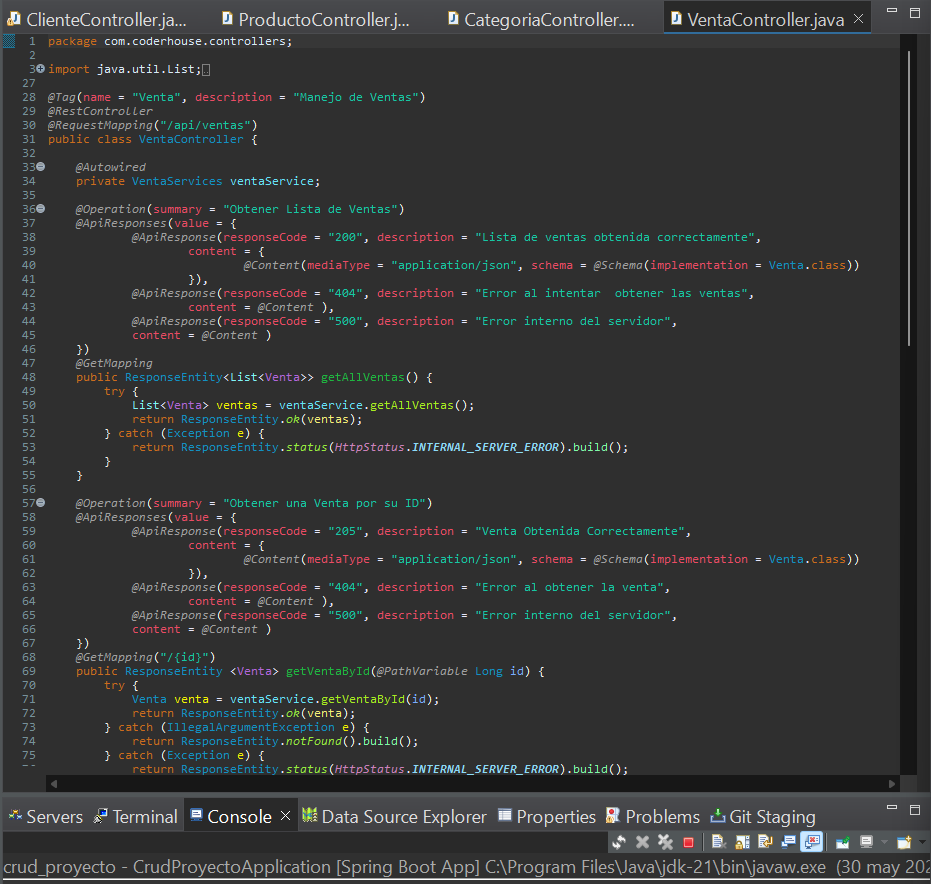 ClienteController.ja... ProductoController.j... CategoriaController.... VentaController.java
1 package com.coderhouse.controllers;
2
3 import java.util.List;
27
28 @Tag(name = "Venta", description = "Manejo de Ventas")
29 @RestController
30 @RequestMapping("/api/ventas")
31 public class VentaController {
32
33 @Autowired
34 private VentaServices ventaService;
35
36 @Operation(summary = "Obtener Lista de Ventas")
37 @ApiResponses(value = {
38 @ApiResponse(responseCode = "200", description = "Lista de ventas obtenida correctamente",
39 content = {
40 @Content(mediaType = "application/json", schema = @Schema(implementation = Venta.class))
41 }),
42 @ApiResponse(responseCode = "404", description = "Error al intentar  obtener las ventas",
43 content = @Content ),
44 @ApiResponse(responseCode = "500", description = "Error interno del servidor",
45 content = @Content )
46 })
47 @GetMapping
48 public ResponseEntity<List<Venta>> getAllVentas() {
49 try {
50 List<Venta> ventas = ventaService.getAllVentas();
51 return ResponseEntity.ok(ventas);
52 } catch (Exception e) {
53 return ResponseEntity.status(HttpStatus.INTERNAL_SERVER_ERROR).build();
54 }
55 }
56
57 @Operation(summary = "Obtener una Venta por su ID")
58 @ApiResponses(value = {
59 @ApiResponse(responseCode = "205", description = "Venta Obtenida Correctamente",
60 content = {
61 @Content(mediaType = "application/json", schema = @Schema(implementation = Venta.class))
62 }),
63 @ApiResponse(responseCode = "404", description = "Error al obtener la venta",
64 content = @Content ),
65 @ApiResponse(responseCode = "500", description = "Error interno del servidor",
66 content = @Content )
67 })
68 @GetMapping("/{id}")
69 public ResponseEntity <Venta> getVentaById(@PathVariable Long id) {
70 try {
71 Venta venta = ventaService.getVentaById(id);
72 return ResponseEntity.ok(venta);
73 } catch (IllegalArgumentException e) {
74 return ResponseEntity.notFound().build();
75 } catch (Exception e) {
return ResponseEntity.status(HttpStatus.INTERNAL_SERVER_ERROR).build();
Servers Terminal Console Data Source Explorer Properties Problems Git Staging
crud_proyecto - CrudProyectoApplication [Spring Boot App] C:\Program Files\Java\jdk-21\bin\javaw.exe (30 may 202